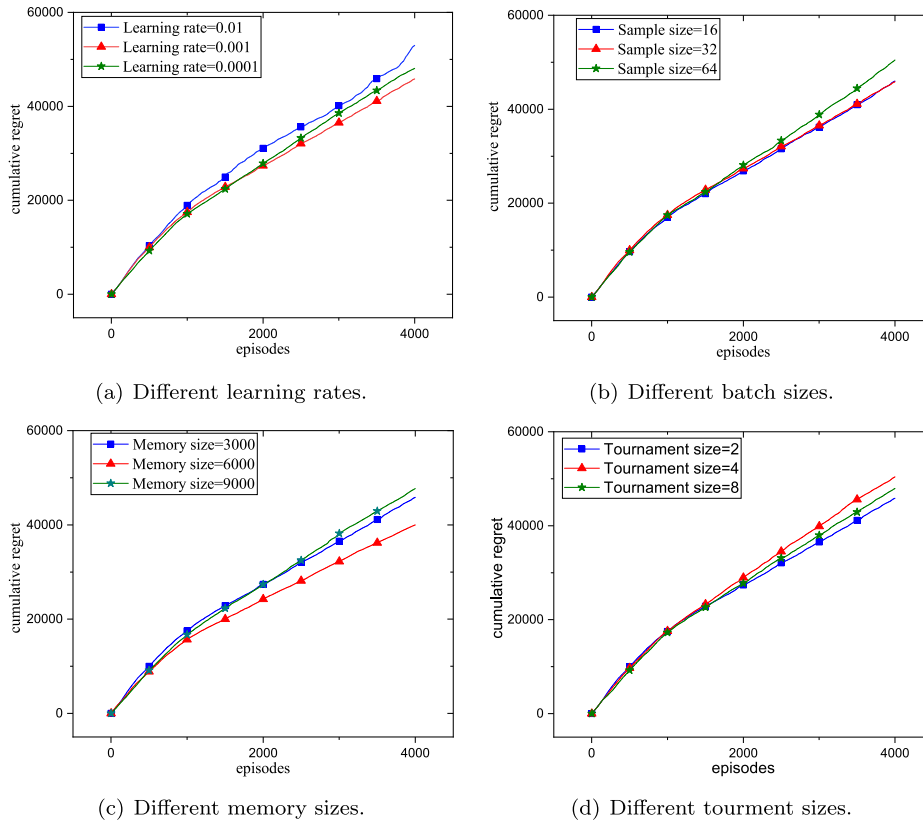 60000
40000
20000
0
cumulative regret
Learning rate=0.01
Learning rate=0.001
Learning rate=0.0001
0
2000
4000
episodes
(a) Different learning rates.
60000
40000
20000
0
cumulative regret
Sample size=16
Sample size=32
Sample size=64
0
2000
4000
episodes
(b) Different batch sizes.
60000
40000
20000
0
cumulative regret
Memory size=3000
Memory size=6000
Memory size=9000
0
2000
4000
episodes
(c) Different memory sizes.
60000
40000
20000
0
cumulative regret
Tournament size=2
Tournament size=4
Tournament size=8
0
2000
4000
episodes
(d) Different tourment sizes.